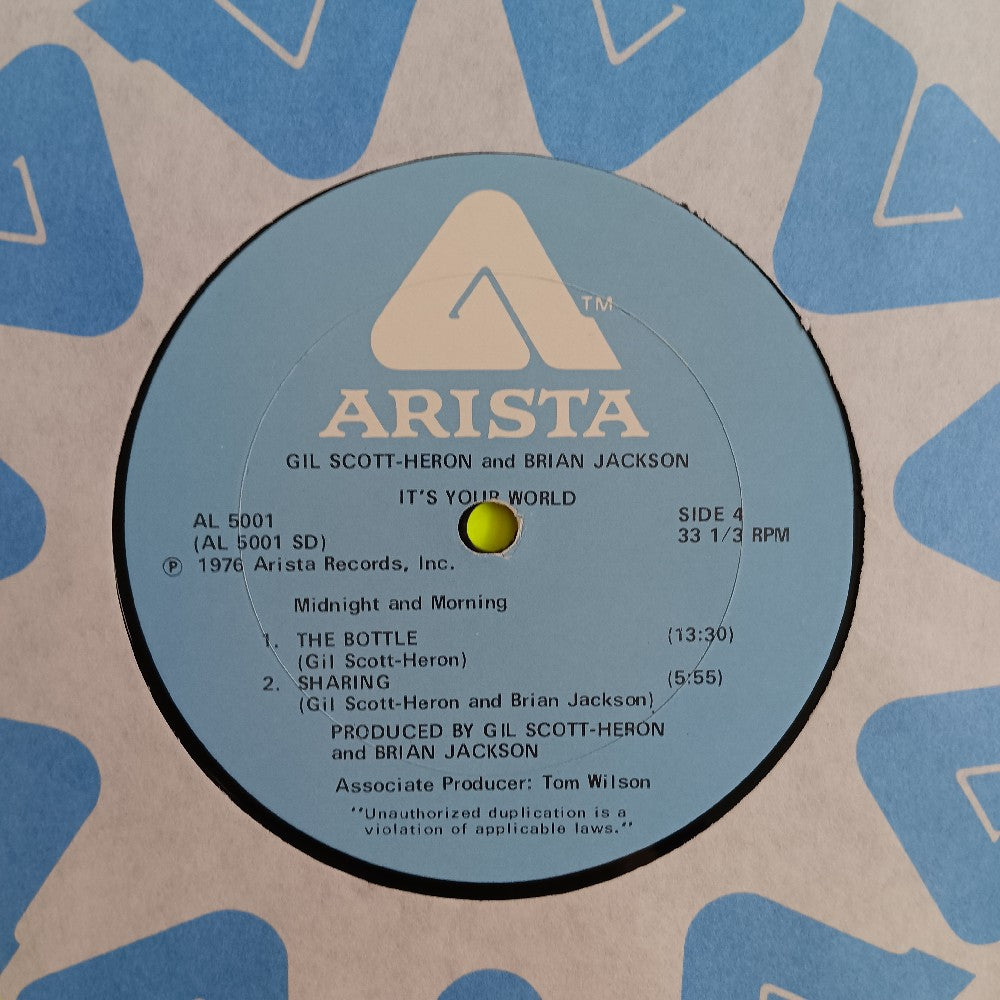 TM
ARISTA
GIL SCOTT-HERON and BRIAN JACKSON
IT'S YOUR WORLD
AL 5001
(AL 5001 SD)
℗ 1976 Arista Records, Inc.
SIDE 4
33 1/3 RPM
Midnight and Morning
1. THE BOTTLE (13:30)
(Gil Scott-Heron)
2. SHARING (5:55)
(Gil Scott-Heron and Brian Jackson)
PRODUCED BY GIL SCOTT-HERON
and BRIAN JACKSON
Associate Producer: Tom Wilson
"Unauthorized duplication is a
violation of applicable laws."